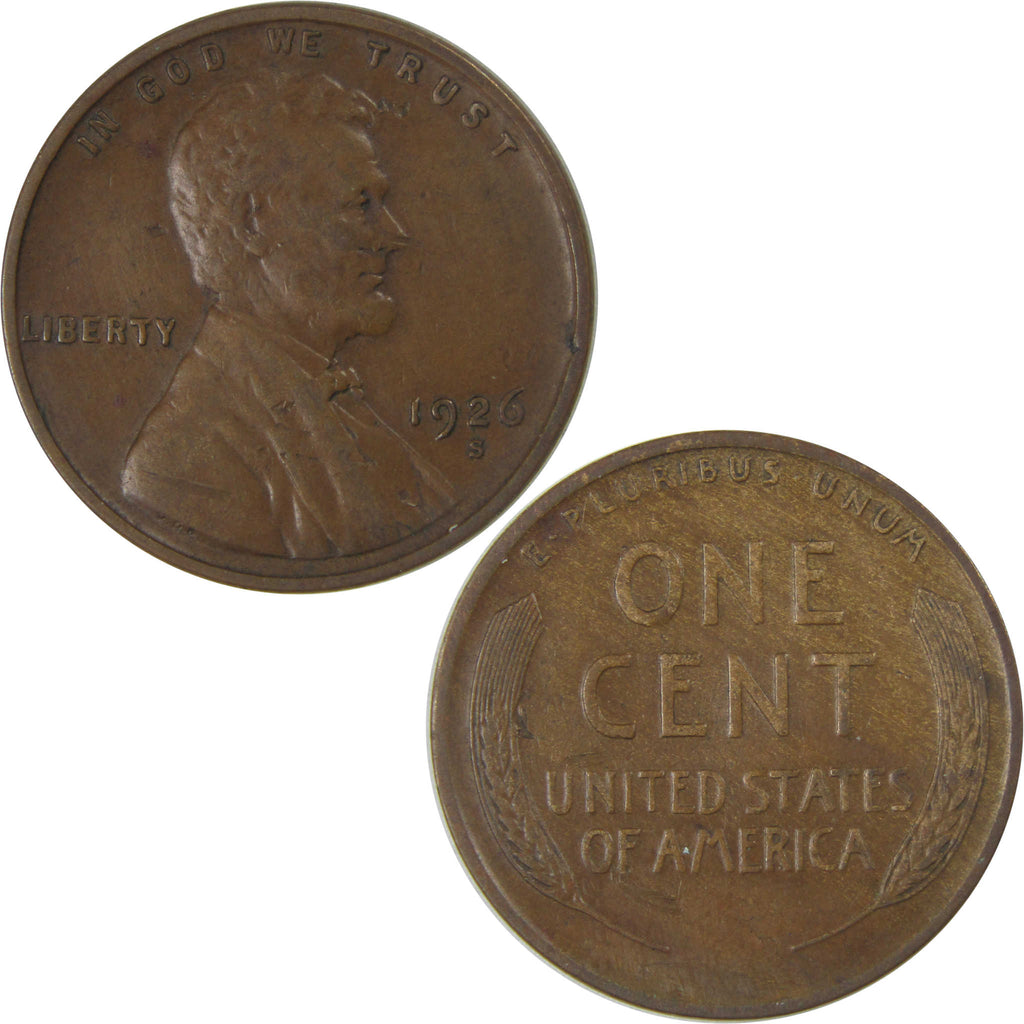 IN GOD WE TRUST
LIBERTY
1926
S
E·PLURIBUS·UNUM
ONE
CENT
UNITED STATES
OF AMERICA